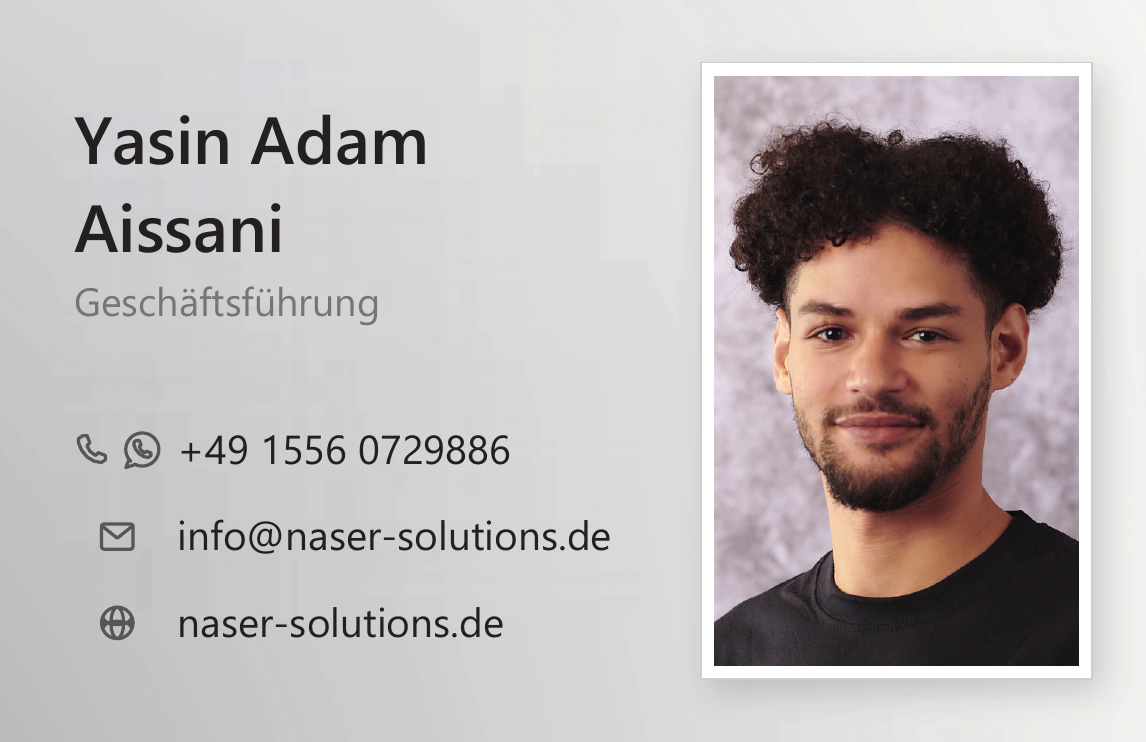 Yasin Adam
Aissani
Geschäftsführung
+49 1556 0729886
info@naser-solutions.de
naser-solutions.de